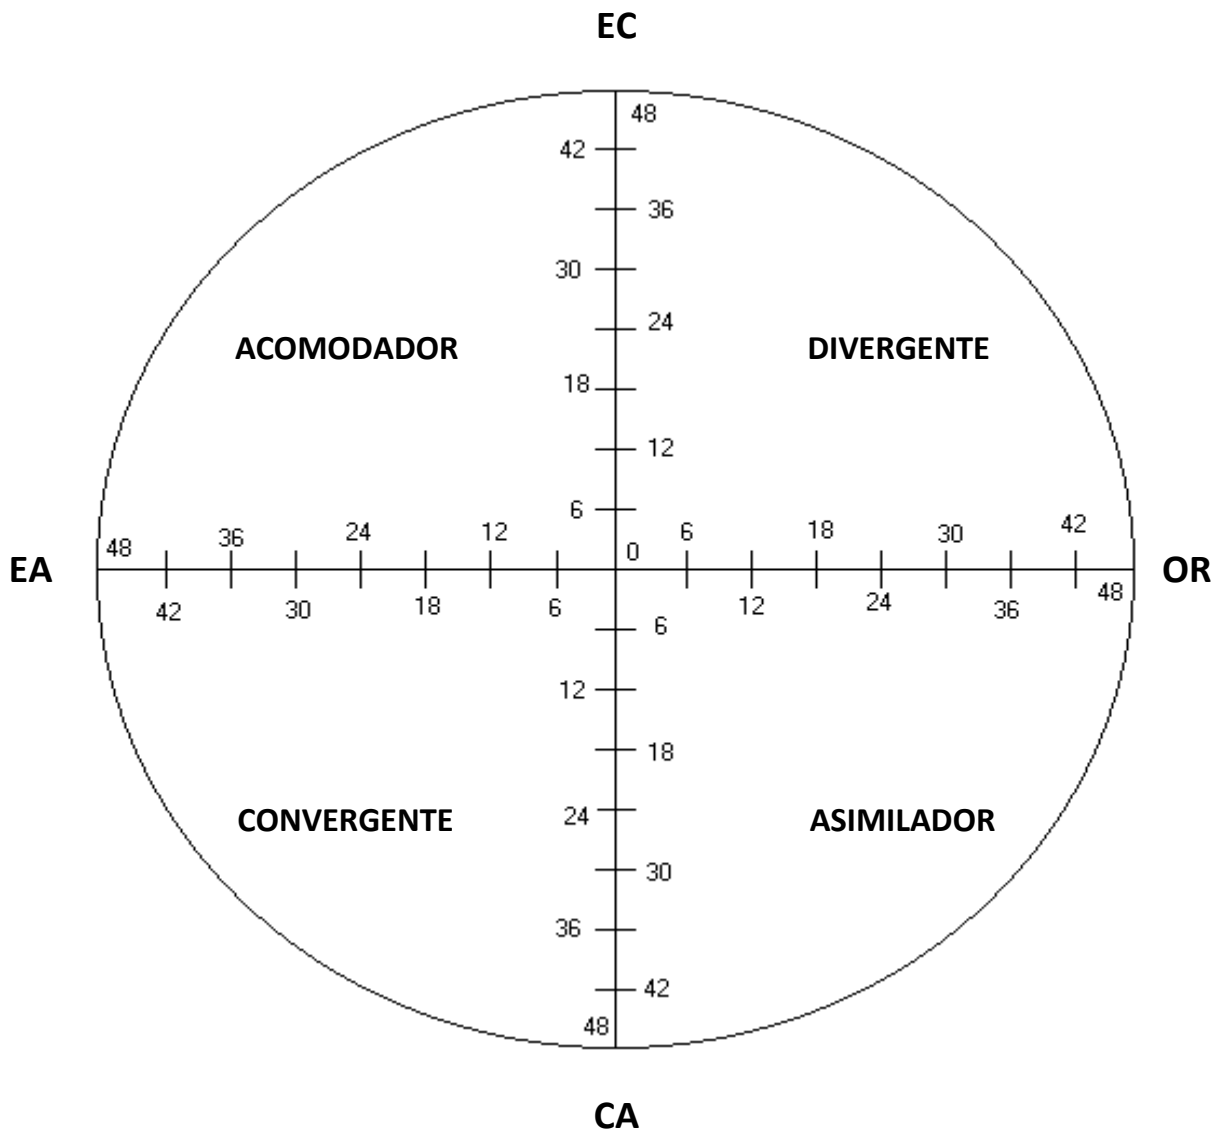 EC
48
42
36
30
24
ACOMODADOR DIVERGENTE
18
12
6
36 24 12 6 18 30 42
48 0
EA OR
42 30 18 6 12 24 36 48
6
12
18
24
CONVERGENTE ASIMILADOR
30
36
42
48
CA